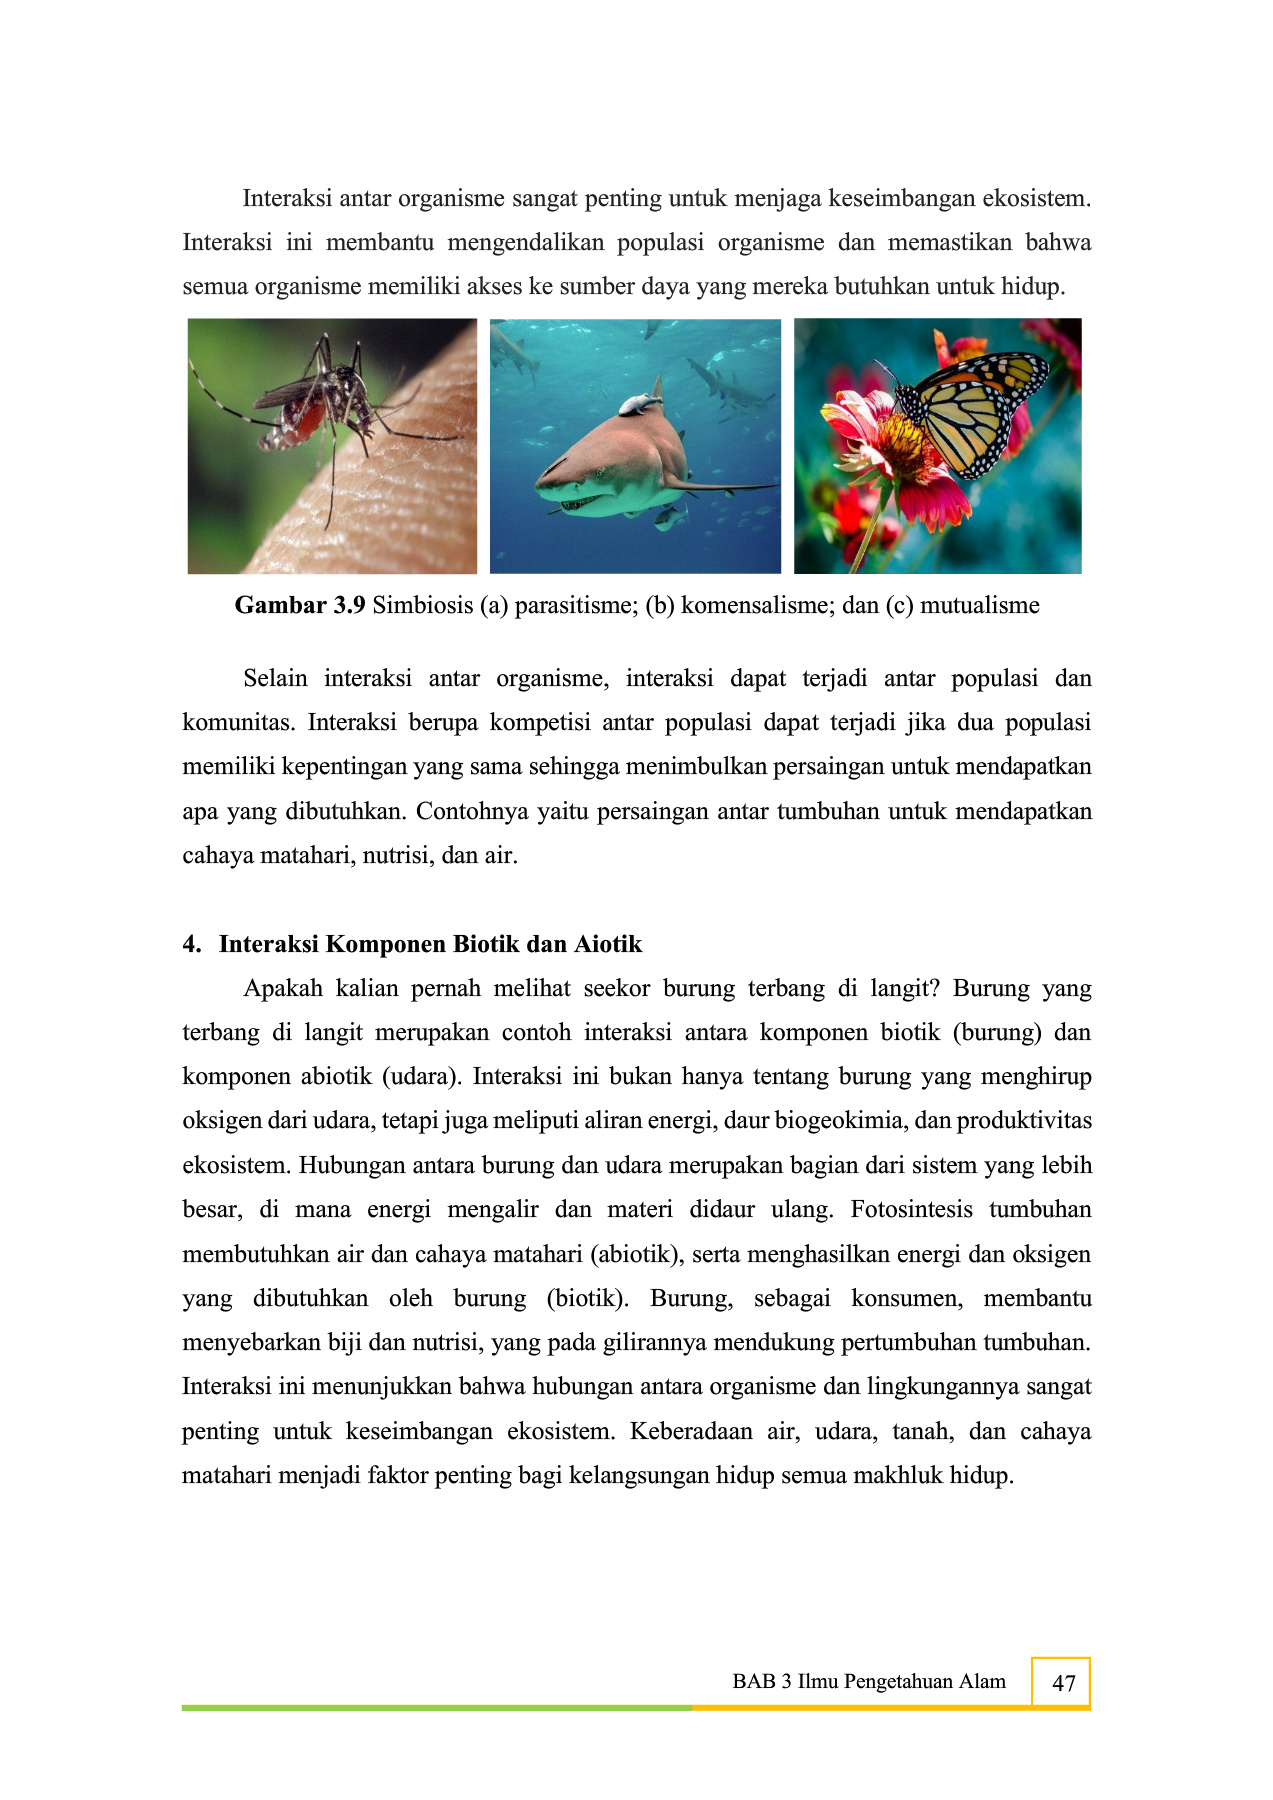 Interaksi antar organisme sangat penting untuk menjaga keseimbangan ekosistem.
Interaksi ini membantu mengendalikan populasi organisme dan memastikan bahwa
semua organisme memiliki akses ke sumber daya yang mereka butuhkan untuk hidup.
Gambar 3.9 Simbiosis (a) parasitisme; (b) komensalisme; dan (c) mutualisme
Selain interaksi antar organisme, interaksi dapat terjadi antar populasi dan
komunitas. Interaksi berupa kompetisi antar populasi dapat terjadi jika dua populasi
memiliki kepentingan yang sama sehingga menimbulkan persaingan untuk mendapatkan
apa yang dibutuhkan. Contohnya yaitu persaingan antar tumbuhan untuk mendapatkan
cahaya matahari, nutrisi, dan air.
4. Interaksi Komponen Biotik dan Aiotik
Apakah kalian pernah melihat seekor burung terbang di langit? Burung yang
terbang di langit merupakan contoh interaksi antara komponen biotik (burung) dan
komponen abiotik (udara). Interaksi ini bukan hanya tentang burung yang menghirup
oksigen dari udara, tetapi juga meliputi aliran energi, daur biogeokimia, dan produktivitas
ekosistem. Hubungan antara burung dan udara merupakan bagian dari sistem yang lebih
besar, di mana energi mengalir dan materi didaur ulang. Fotosintesis tumbuhan
membutuhkan air dan cahaya matahari (abiotik), serta menghasilkan energi dan oksigen
yang dibutuhkan oleh burung (biotik). Burung, sebagai konsumen, membantu
menyebarkan biji dan nutrisi, yang pada gilirannya mendukung pertumbuhan tumbuhan.
Interaksi ini menunjukkan bahwa hubungan antara organisme dan lingkungannya sangat
penting untuk keseimbangan ekosistem. Keberadaan air, udara, tanah, dan cahaya
matahari menjadi faktor penting bagi kelangsungan hidup semua makhluk hidup.
BAB 3 Ilmu Pengetahuan Alam 47